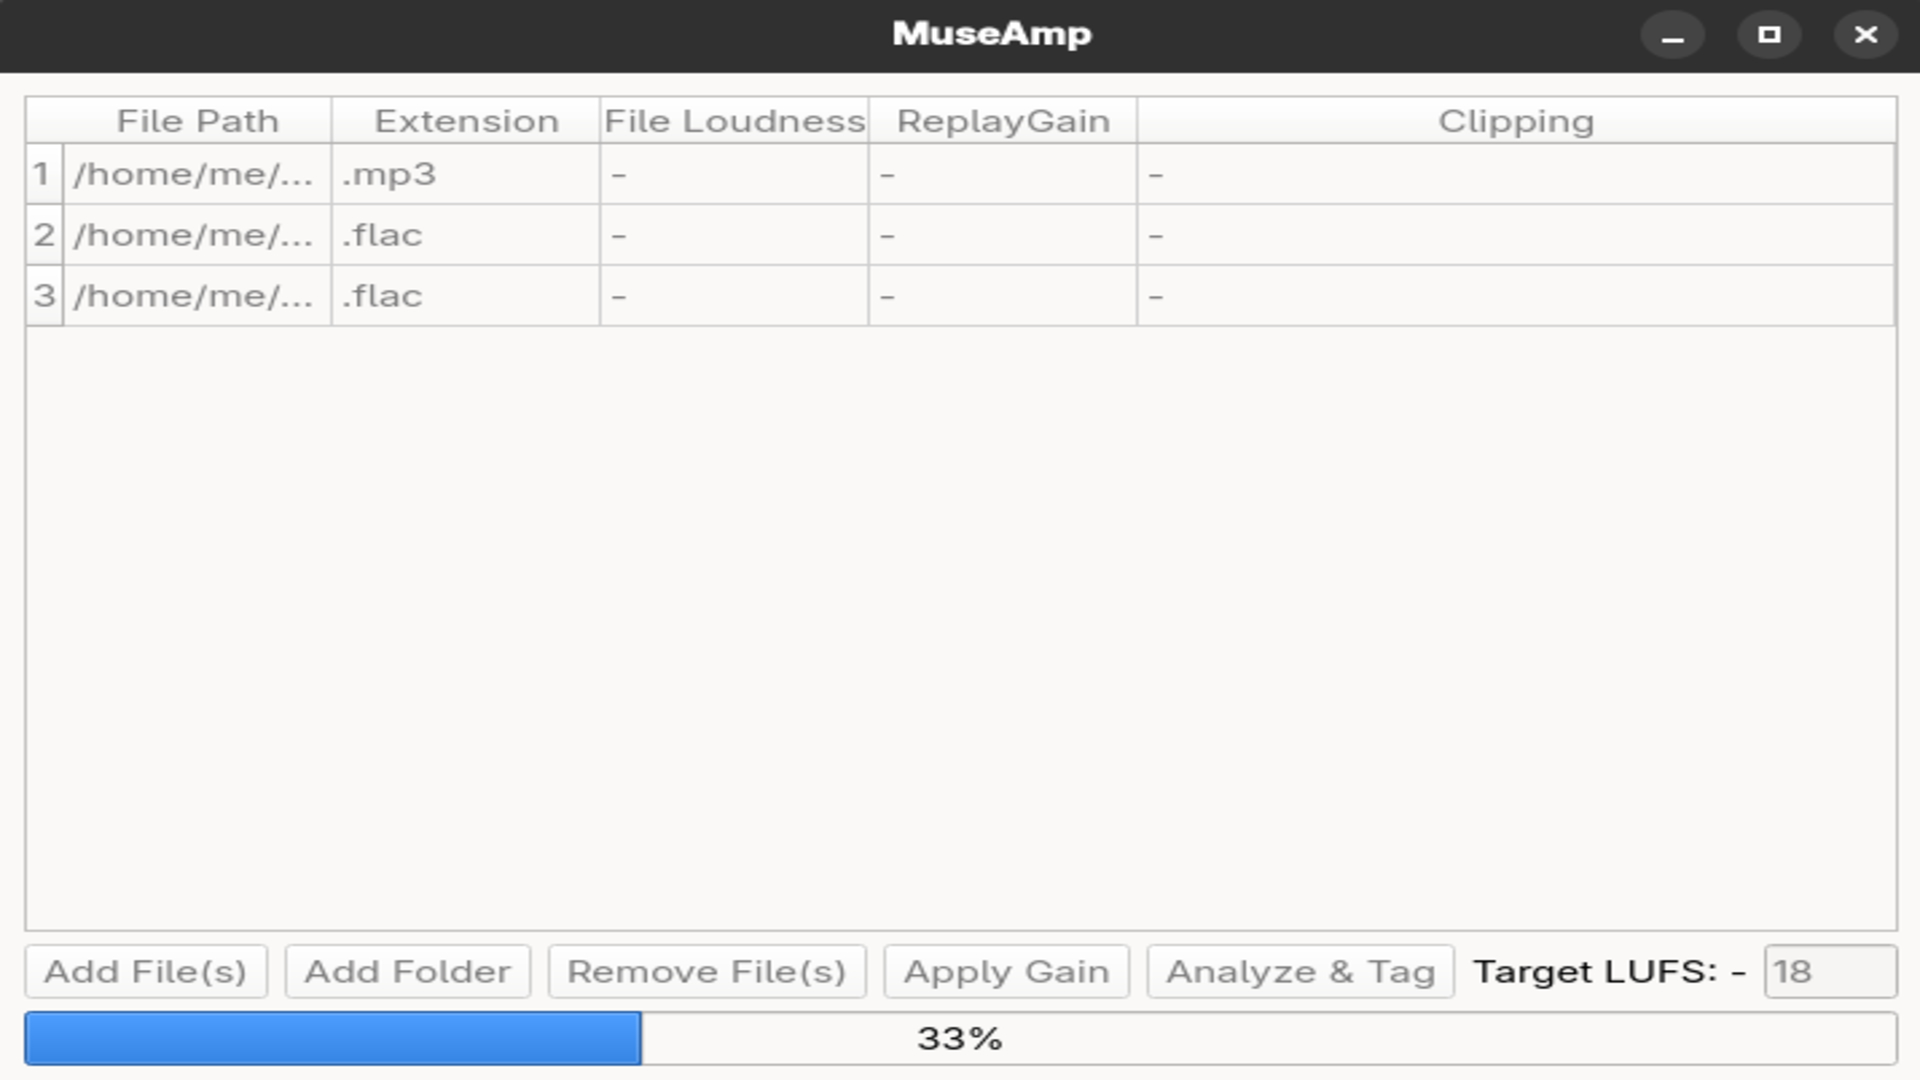 MuseAmp
File Path Extension File Loudness ReplayGain Clipping
1 /home/me/... .mp3 - - -
2 /home/me/... .flac - - -
3 /home/me/... .flac - - -
Add File(s) Add Folder Remove File(s) Apply Gain Analyze & Tag Target LUFS: - 18
33%